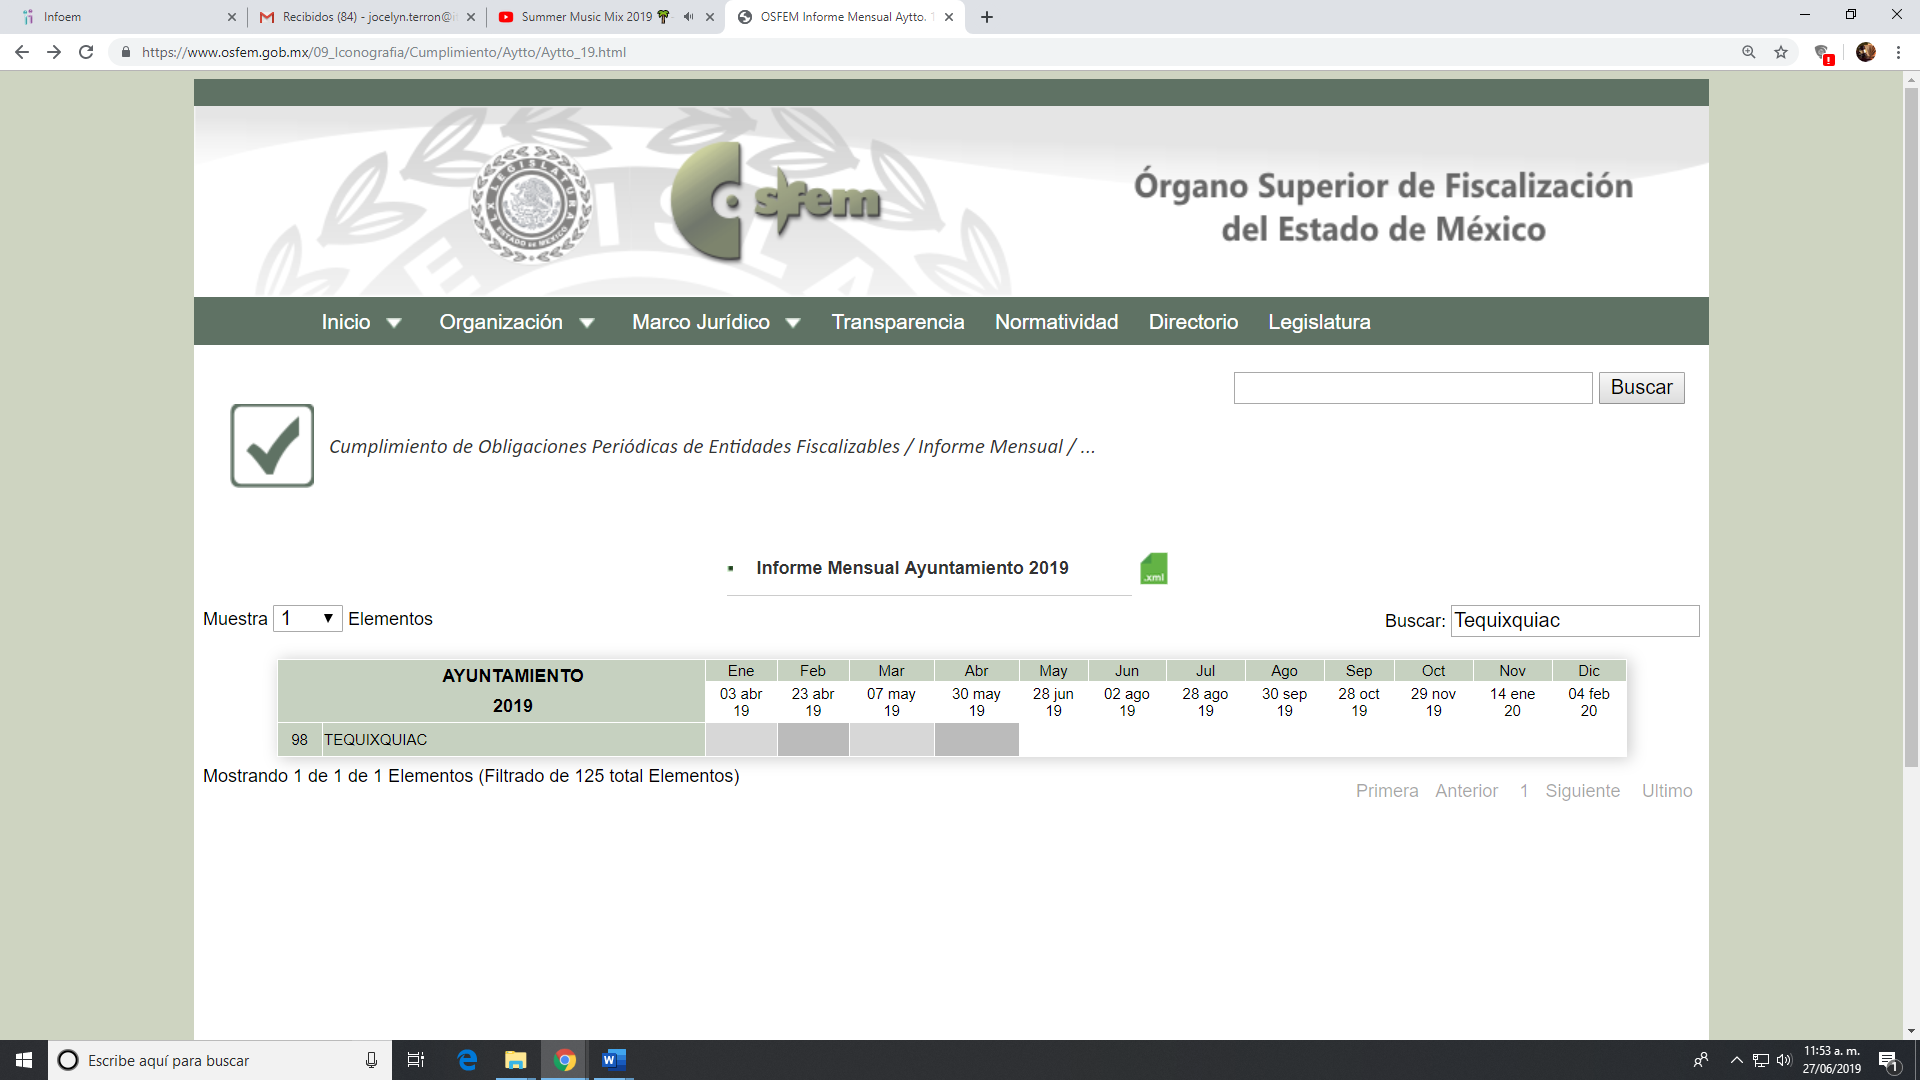 Infoem
Recibidos (84) - jocelyn.terron@i
Summer Music Mix 2019
OSFEM Informe Mensual Aytto.
https://www.osfem.gob.mx/09_Iconografia/Cumplimiento/Aytto/Aytto_19.html
LX LEGISLATURA
ESTADO DE MÉXICO
Osfem
Órgano Superior de Fiscalización
del Estado de México
Inicio Organización Marco Jurídico Transparencia Normatividad Directorio Legislatura
Buscar
Cumplimiento de Obligaciones Periódicas de Entidades Fiscalizables / Informe Mensual / ...
Informe Mensual Ayuntamiento 2019
.xml
Muestra 1 Elementos
Buscar: Tequixquiac
AYUNTAMIENTO
2019
Ene Feb Mar Abr May Jun Jul Ago Sep Oct Nov Dic
03 abr 23 abr 07 may 30 may 28 jun 02 ago 28 ago 30 sep 28 oct 29 nov 14 ene 04 feb
19 19 19 19 19 19 19 19 19 19 20 20
98 TEQUIXQUIAC
Mostrando 1 de 1 de 1 Elementos (Filtrado de 125 total Elementos)
Primera Anterior 1 Siguiente Ultimo
Escribe aquí para buscar
11:53 a. m.
27/06/2019
1